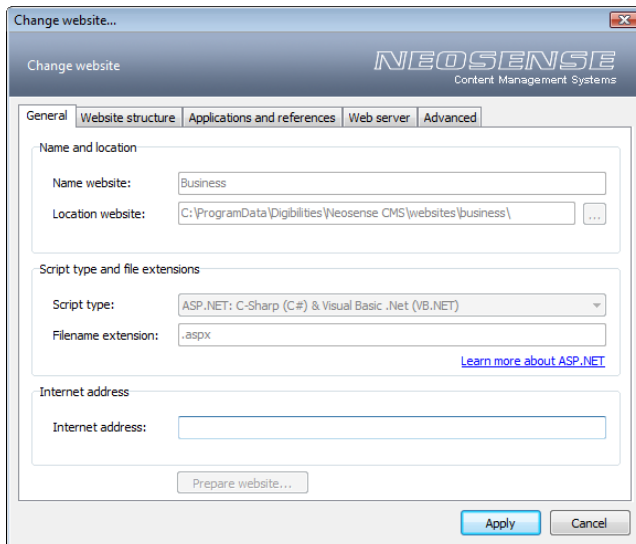 Change website...
Change website
NEOSENSE
Content Management Systems
General Website structure Applications and references Web server Advanced
Name and location
Name website: Business
Location website: C:\ProgramData\Digibilities\Neosense CMS\websites\business\ ...
Script type and file extensions
Script type: ASP.NET: C-Sharp (C#) & Visual Basic .Net (VB.NET)
Filename extension: .aspx
Learn more about ASP.NET
Internet address
Internet address:
Prepare website...
Apply Cancel